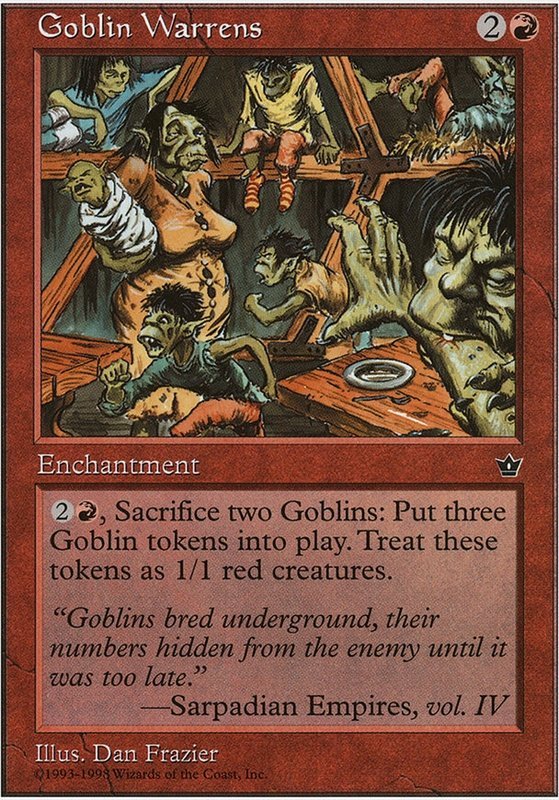 Goblin Warrens 2
Enchantment
2, Sacrifice two Goblins: Put three
Goblin tokens into play. Treat these
tokens as 1/1 red creatures.
“Goblins bred underground, their
numbers hidden from the enemy until it
was too late.”
—Sarpadian Empires, vol. IV
Illus. Dan Frazier
©1993-1998 Wizards of the Coast, Inc.